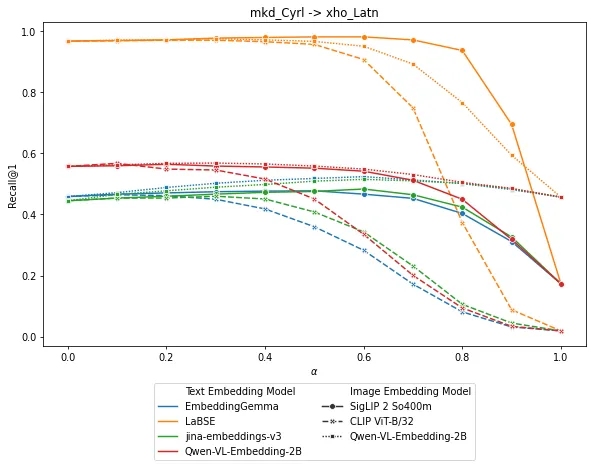 mkd_Cyrl -> xho_Latn
Recall@1
1.0
0.8
0.6
0.4
0.2
0.0
0.0 0.2 0.4 0.6 0.8 1.0
α
Text Embedding Model
EmbeddingGemma
LaBSE
jina-embeddings-v3
Qwen-VL-Embedding-2B
Image Embedding Model
SigLIP 2 So400m
CLIP ViT-B/32
Qwen-VL-Embedding-2B